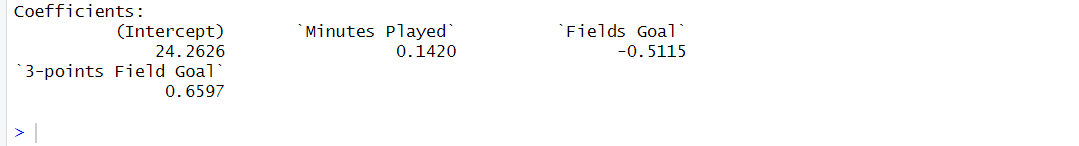 Coefficients:
(Intercept) `Minutes Played` `Fields Goal`
24.2626 0.1420 -0.5115
`3-points Field Goal`
0.6597
>